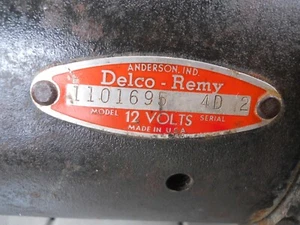 ANDERSON, IND.
Delco-Remy
1101695 4D 2
MODEL 12 VOLTS SERIAL
MADE IN U.S.A.